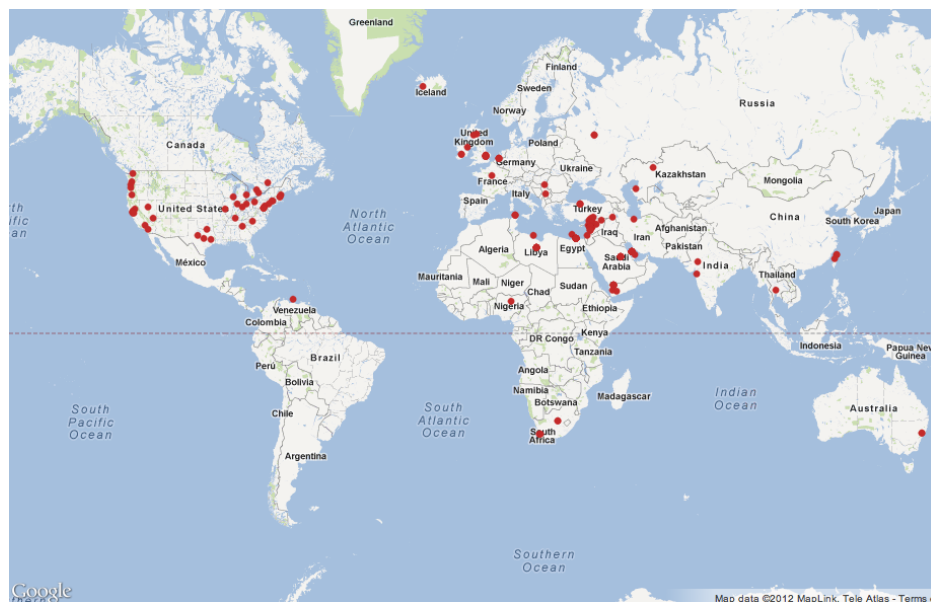 Greenland
Iceland
Finland
Sweden
Norway
Russia
United
Kingdom
Canada
Poland
Germany
Ukraine
Kazakhstan
France
Mongolia
Italy
United States
Spain
Turkey
Japan
China
North
Atlantic
Ocean
South Korea
Afghanistan
Iraq
Iran
Algeria
Libya
Egypt
Pakistan
Saudi
Arabia
India
México
Thailand
Mauritania
Mali
Niger
Chad
Sudan
Venezuela
Nigeria
Ethiopia
Colombia
DR Congo
Kenya
Indonesia
Papua New
Guinea
Tanzania
Perú
Brazil
Angola
Bolivia
Namibia
Botswana
Madagascar
Indian
Ocean
South
Pacific
Ocean
South
Atlantic
Ocean
Chile
Australia
South
Africa
Argentina
Southern
Ocean
Google
Map data ©2012 MapLink, Tele Atlas - Terms